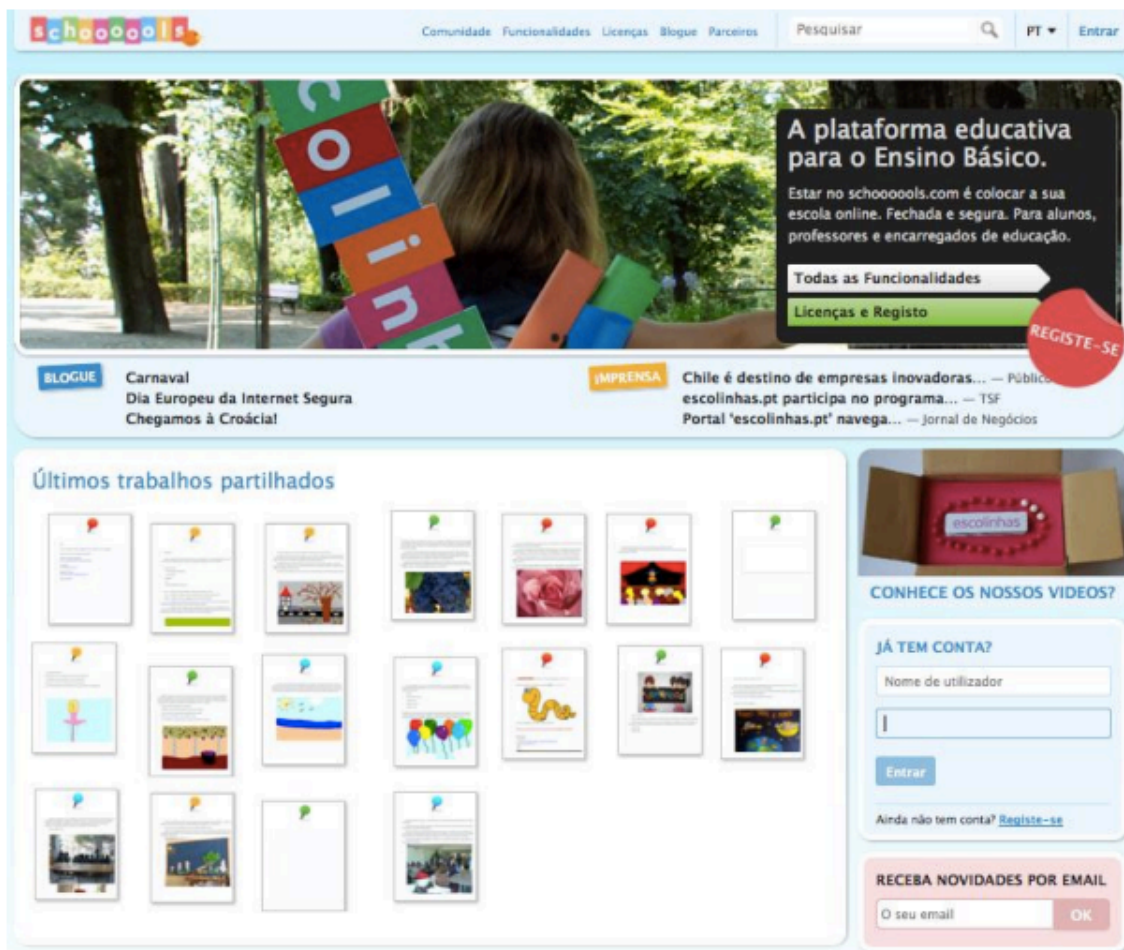 schoooools
Comunidade Funcionalidades Licenças Blogue Parceiros
Pesquisar
PT
Entrar
colinh
A plataforma educativa
para o Ensino Básico.
Estar no schoooools.com é colocar a sua
escola online. Fechada e segura. Para alunos,
professores e encarregados de educação.
Todas as Funcionalidades
Licenças e Registo
REGISTE-SE
BLOGUE
Carnaval
Dia Europeu da Internet Segura
Chegamos à Croácia!
IMPRENSA
Chile é destino de empresas inovadoras... — Público
escolinhas.pt participa no programa... — TSF
Portal 'escolinhas.pt' navega... — Jornal de Negócios
Últimos trabalhos partilhados
escolinhas
CONHECE OS NOSSOS VIDEOS?
JÁ TEM CONTA?
Nome de utilizador
Entrar
Ainda não tem conta? Registe-se
RECEBA NOVIDADES POR EMAIL
O seu email
OK